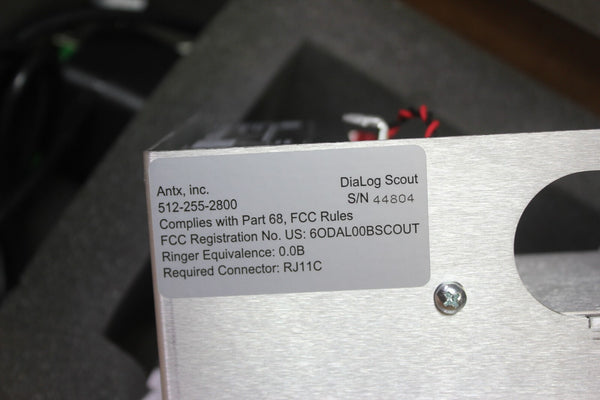 Antx, inc.
DiaLog Scout
512-255-2800
S/N 44804
Complies with Part 68, FCC Rules
FCC Registration No. US: 6ODAL00BSCOUT
Ringer Equivalence: 0.0B
Required Connector: RJ11C